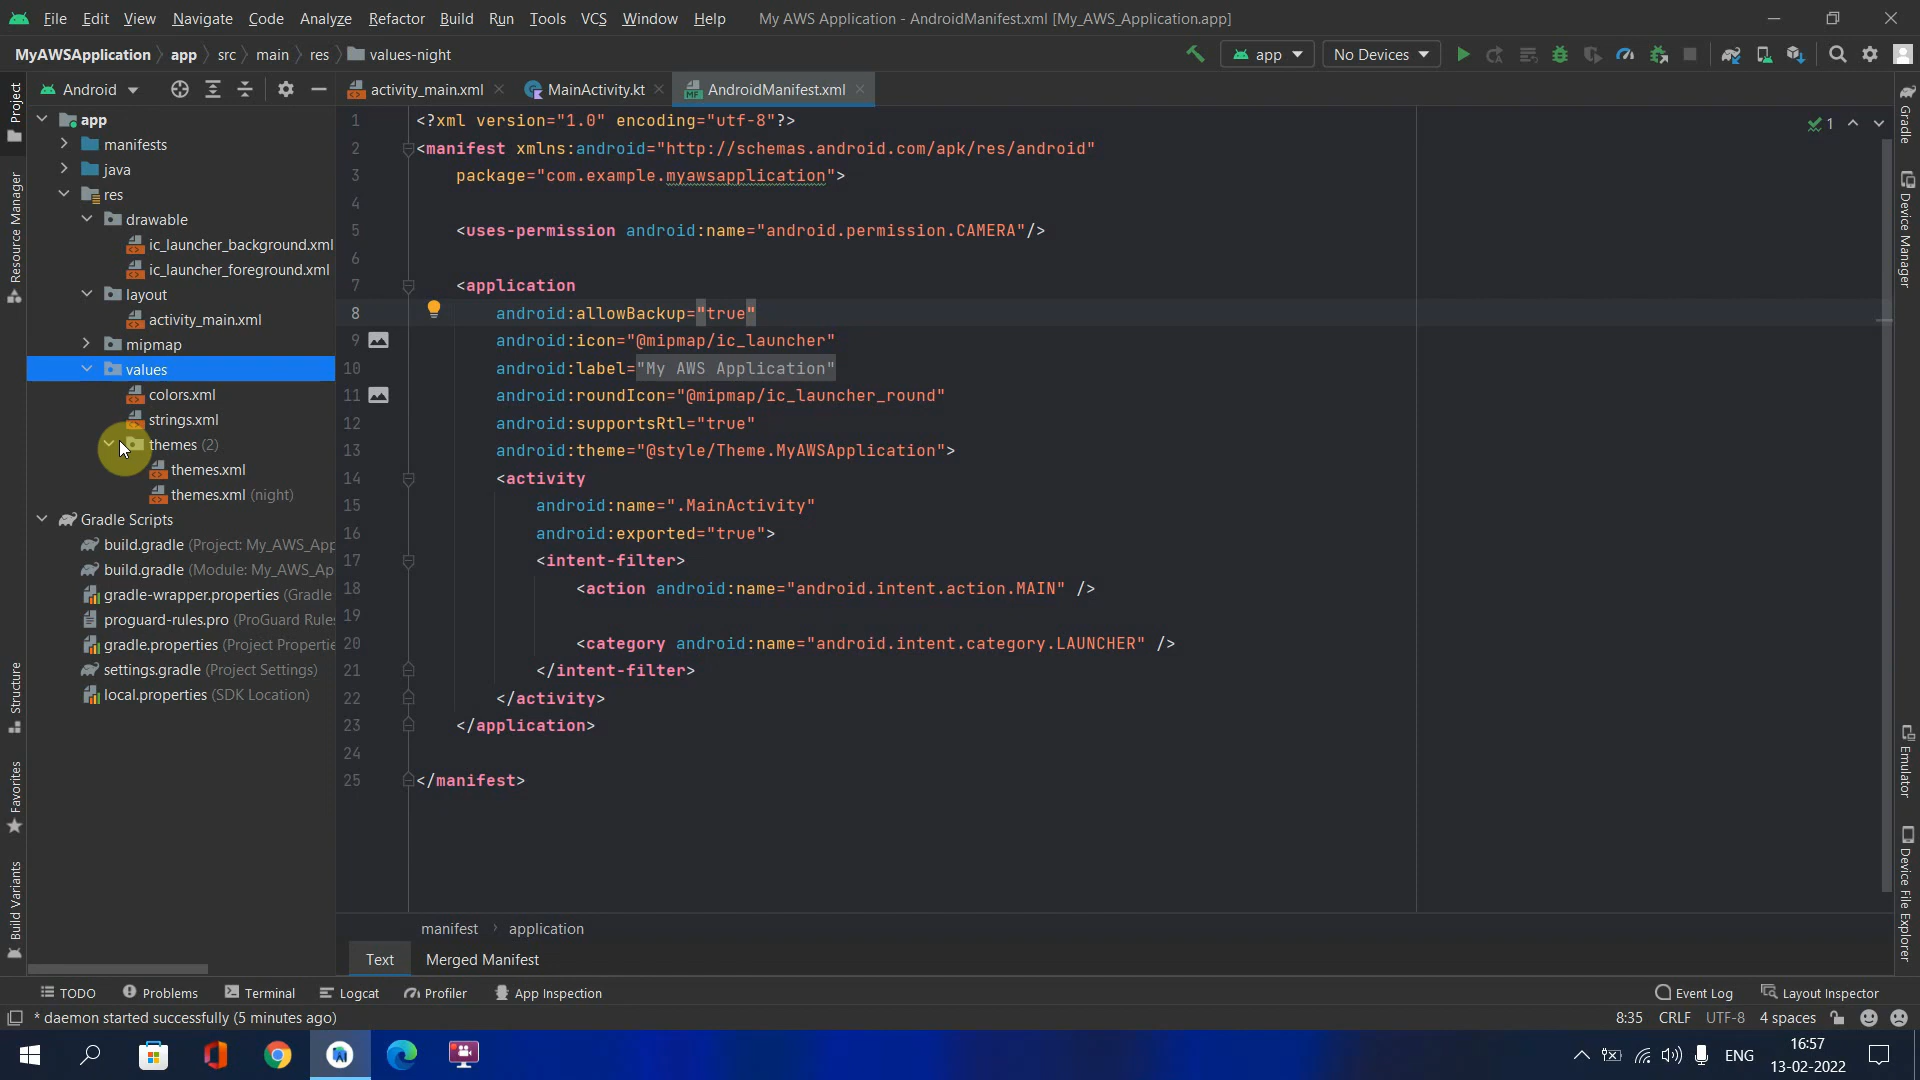 File Edit View Navigate Code Analyze Refactor Build Run Tools VCS Window Help My AWS Application - AndroidManifest.xml [My_AWS_Application.app]
MyAWSApplication app src main res values-night app No Devices
Android activity_main.xml MainActivity.kt AndroidManifest.xml
Project
Resource Manager
Structure
Favorites
Build Variants
app
manifests
java
res
drawable
ic_launcher_background.xml
ic_launcher_foreground.xml
layout
activity_main.xml
mipmap
values
colors.xml
strings.xml
themes (2)
themes.xml
themes.xml (night)
Gradle Scripts
build.gradle (Project: My_AWS_App
build.gradle (Module: My_AWS_Ap
gradle-wrapper.properties (Gradle
proguard-rules.pro (ProGuard Rule
gradle.properties (Project Propertie
settings.gradle (Project Settings)
local.properties (SDK Location)
1 <?xml version="1.0" encoding="utf-8"?>
2 <manifest xmlns:android="http://schemas.android.com/apk/res/android"
3 package="com.example.myawsapplication">
4
5 <uses-permission android:name="android.permission.CAMERA"/>
6
7 <application
8 android:allowBackup="true"
9 android:icon="@mipmap/ic_launcher"
10 android:label="My AWS Application"
11 android:roundIcon="@mipmap/ic_launcher_round"
12 android:supportsRtl="true"
13 android:theme="@style/Theme.MyAWSApplication">
14 <activity
15 android:name=".MainActivity"
16 android:exported="true">
17 <intent-filter>
18 <action android:name="android.intent.action.MAIN" />
19
20 <category android:name="android.intent.category.LAUNCHER" />
21 </intent-filter>
22 </activity>
23 </application>
24
25 </manifest>
1
Gradle
Device Manager
Emulator
Device File Explorer
manifest application
Text Merged Manifest
TODO Problems Terminal Logcat Profiler App Inspection Event Log Layout Inspector
* daemon started successfully (5 minutes ago) 8:35 CRLF UTF-8 4 spaces
ENG 16:57
13-02-2022